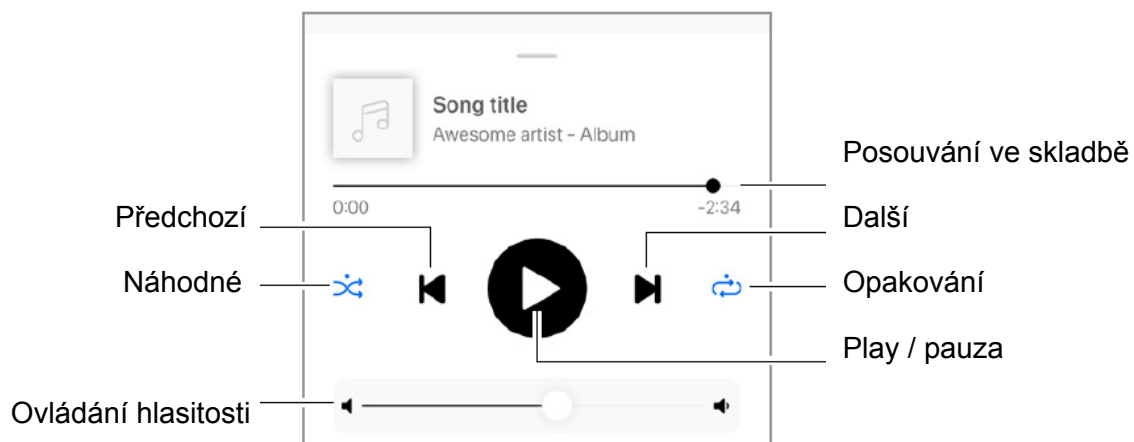 Song title
Awesome artist - Album
Posouvání ve skladbě
0:00
-2:34
Předchozí
Další
Náhodné
Opakování
Play / pauza
Ovládání hlasitosti